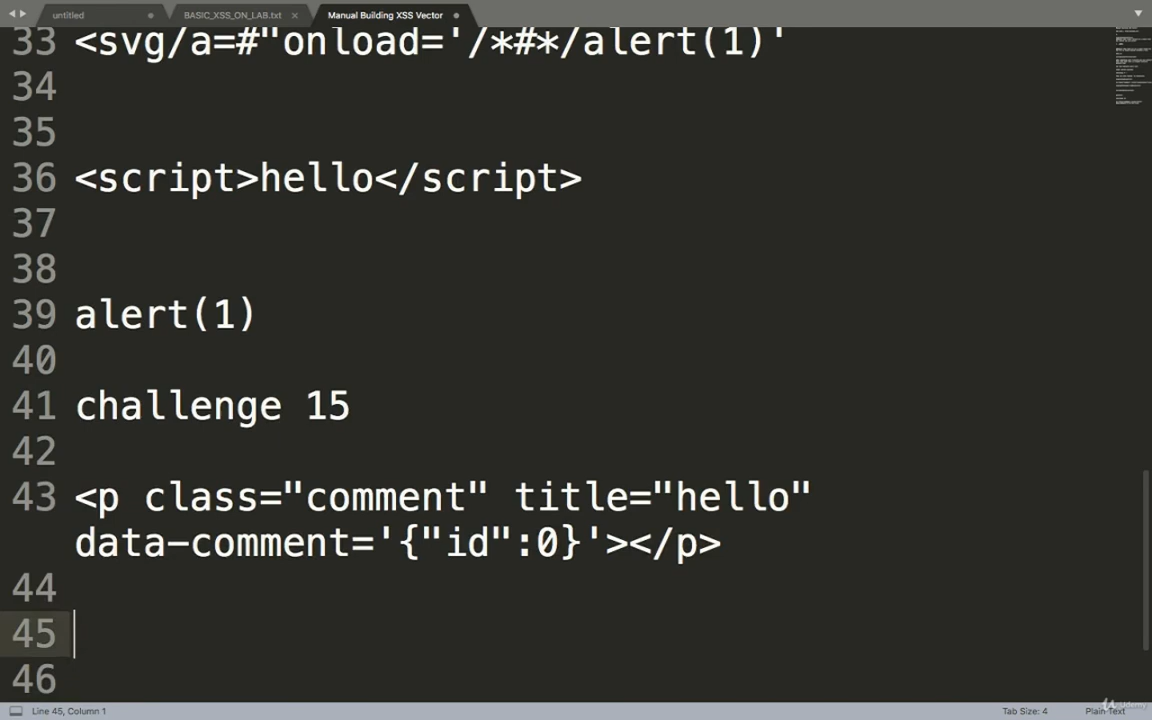 untitled
BASIC_XSS_ON_LAB.txt
Manual Building XSS Vector
33 <svg/a=#"onload='/*#*/alert(1)'
34
35
36 <script>hello</script>
37
38
39 alert(1)
40
41 challenge 15
42
43 <p class="comment" title="hello"
data-comment='{"id":0}'></p>
44
45
46
Line 45, Column 1
Tab Size: 4
Plain Text
Udemy